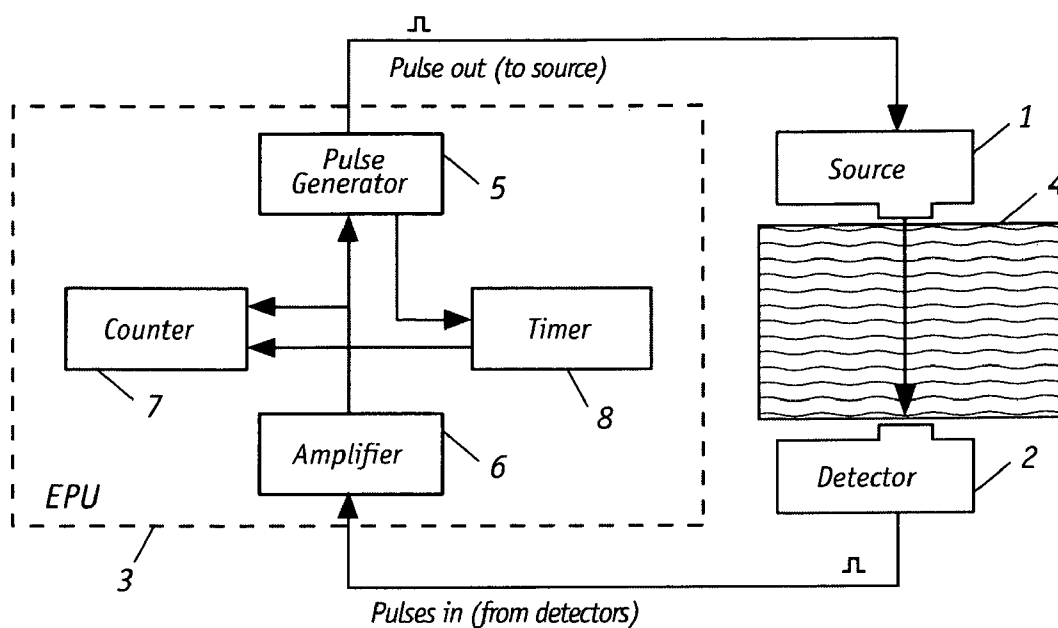 Pulse out (to source)
Pulse
Generator
5
Source
1
4
Counter
7
Timer
8
Amplifier
6
Detector
2
EPU
3
Pulses in (from detectors)